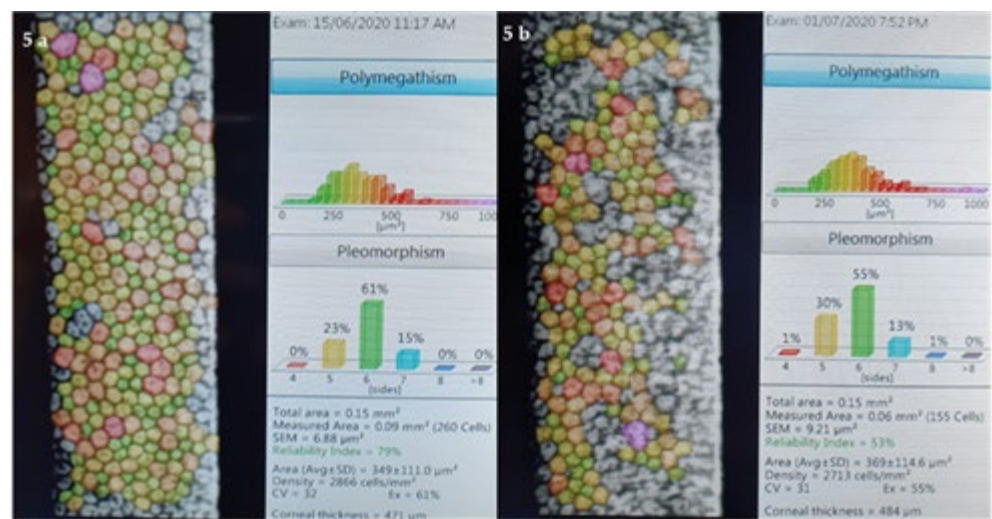 5 a
Exam: 15/06/2020 11:17 AM
Polymegathism
0 250 500 750 100
[µm²]
Pleomorphism
0% 23% 61% 15% 0% 0%
4 5 6 7 8 >8
[sides]
Total area = 0.15 mm²
Measured Area = 0.09 mm² (260 Cells)
SEM = 6.88 µm²
Reliability Index = 79%
Area (Avg±SD) = 349±111.0 µm²
Density = 2866 cells/mm²
CV = 32 Ex = 61%
Corneal thickness = 471 µm
5 b
Exam: 01/07/2020 7:52 PM
Polymegathism
0 250 500 750 1000
[µm²]
Pleomorphism
1% 30% 55% 13% 1% 0%
4 5 6 7 8 >8
[sides]
Total area = 0.15 mm²
Measured Area = 0.06 mm² (155 Cells)
SEM = 9.21 µm²
Reliability Index = 53%
Area (Avg±SD) = 369±114.6 µm²
Density = 2713 cells/mm²
CV = 31 Ex = 55%
Corneal thickness = 484 µm